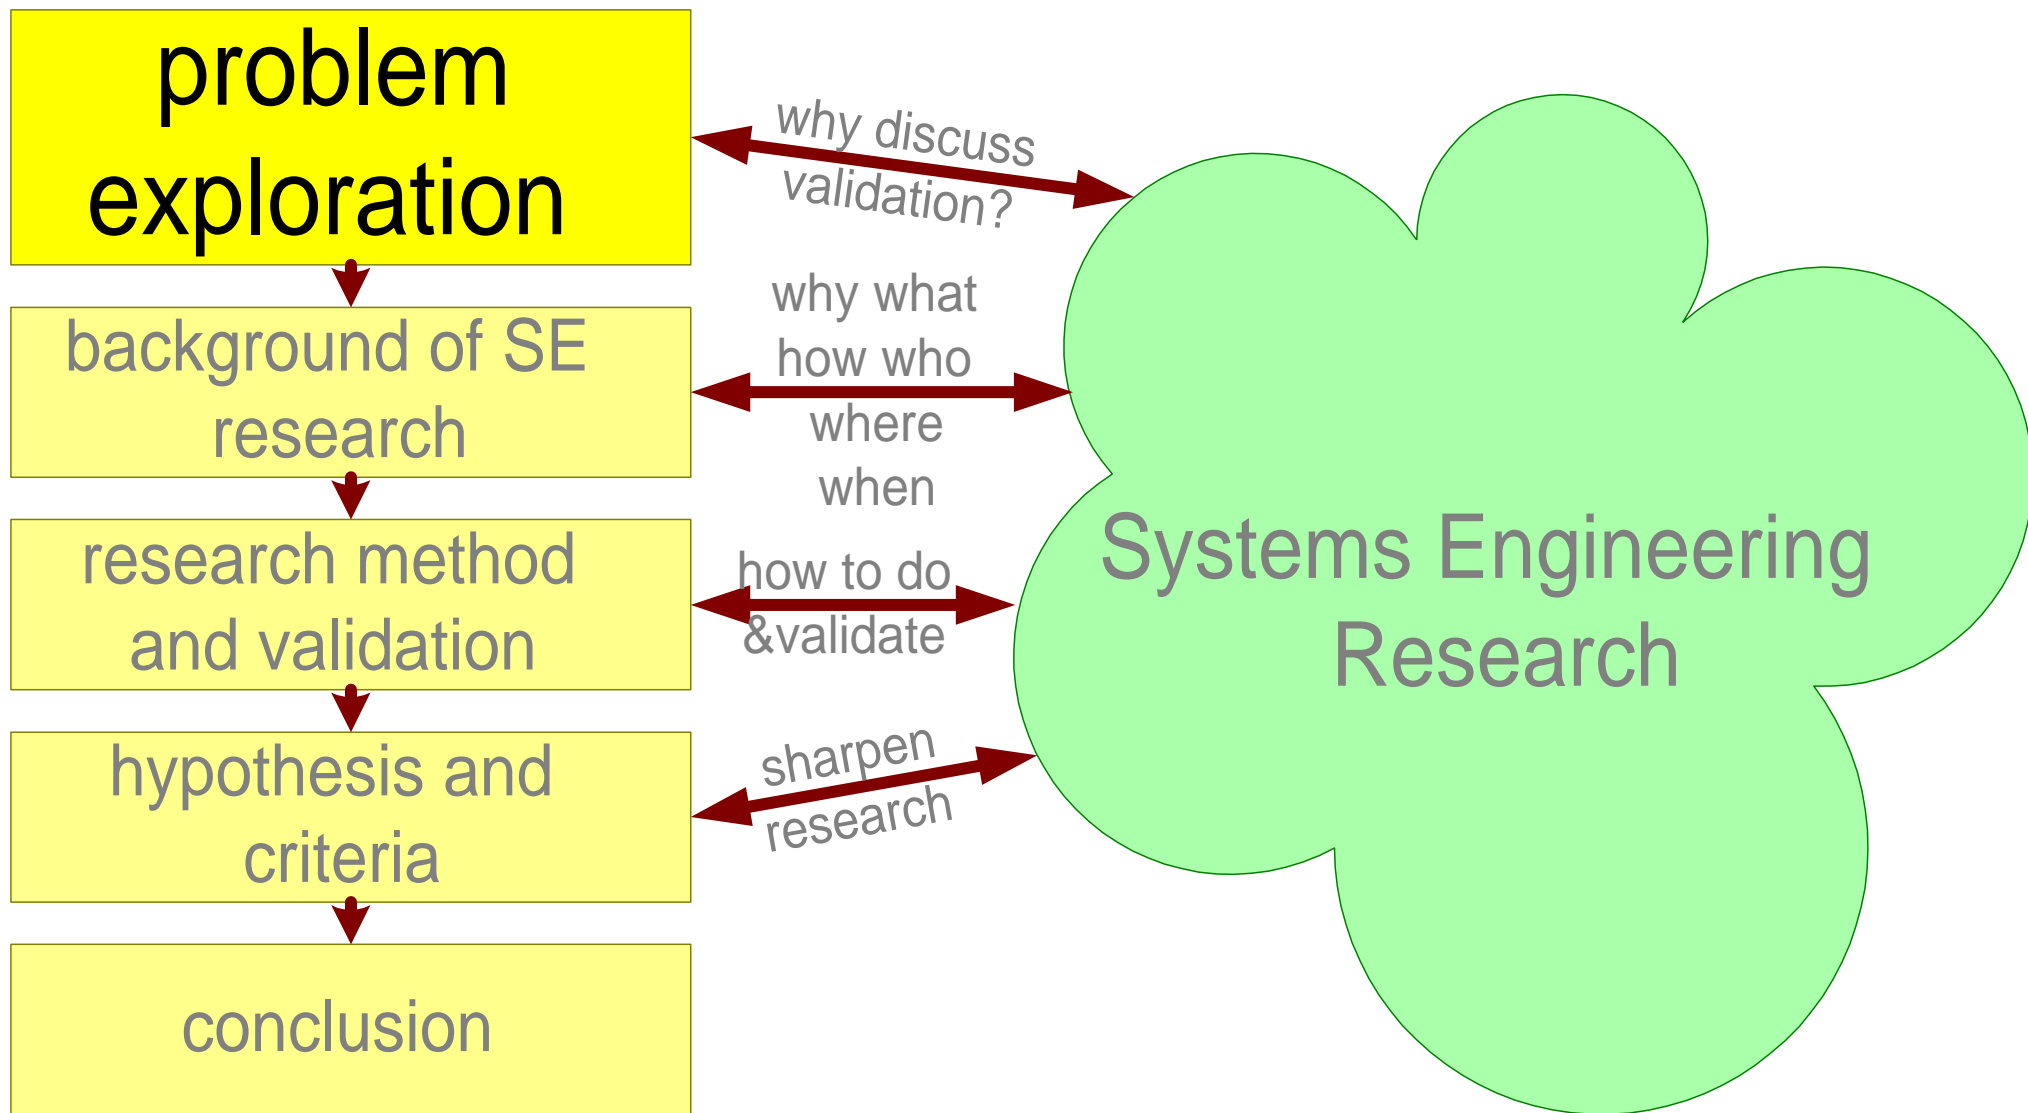 problem
exploration
why discuss
validation?
background of SE
research
why what
how who
where
when
research method
and validation
how to do
&validate
hypothesis and
criteria
sharpen
research
conclusion
Systems Engineering
Research